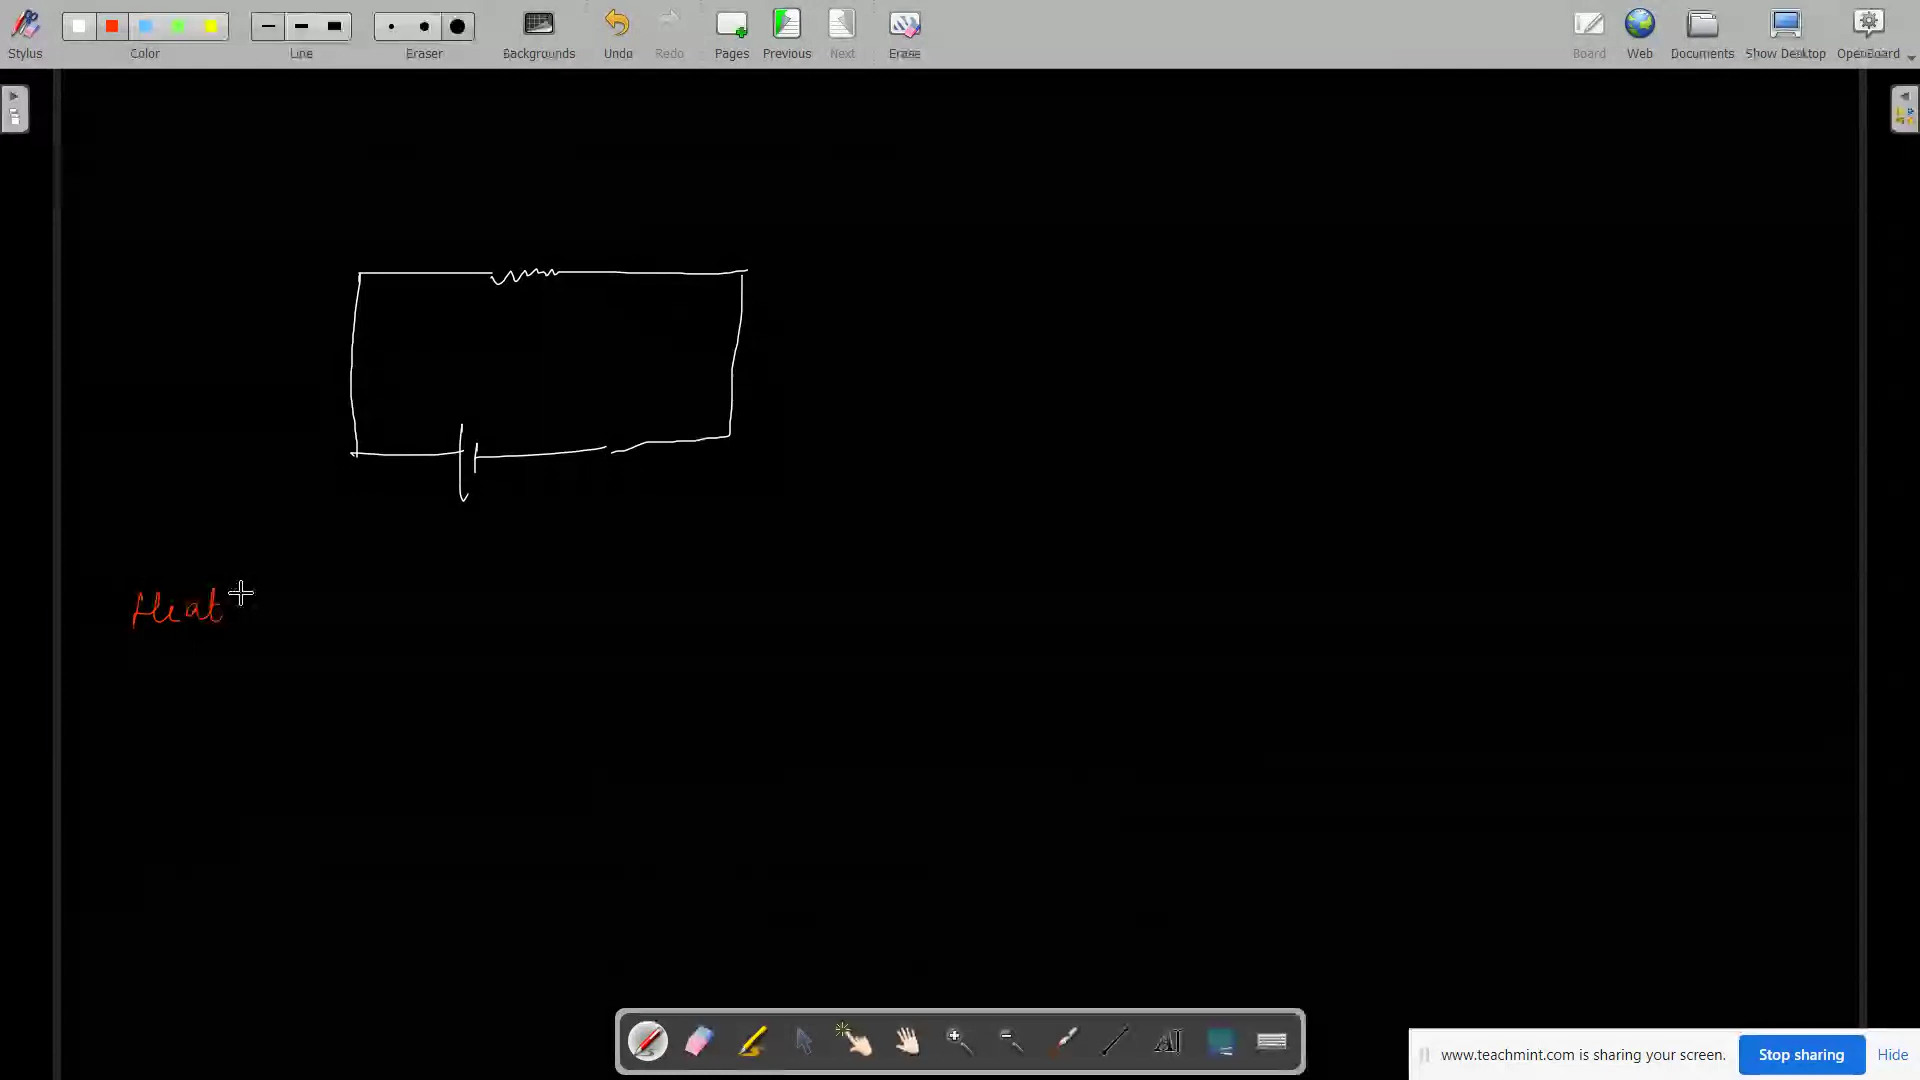 Stylus Color Line Eraser Backgrounds Undo Redo Pages Previous Next Erase Board Web Documents Show Desktop OpenBoard
Heat
www.teachmint.com is sharing your screen. Stop sharing Hide